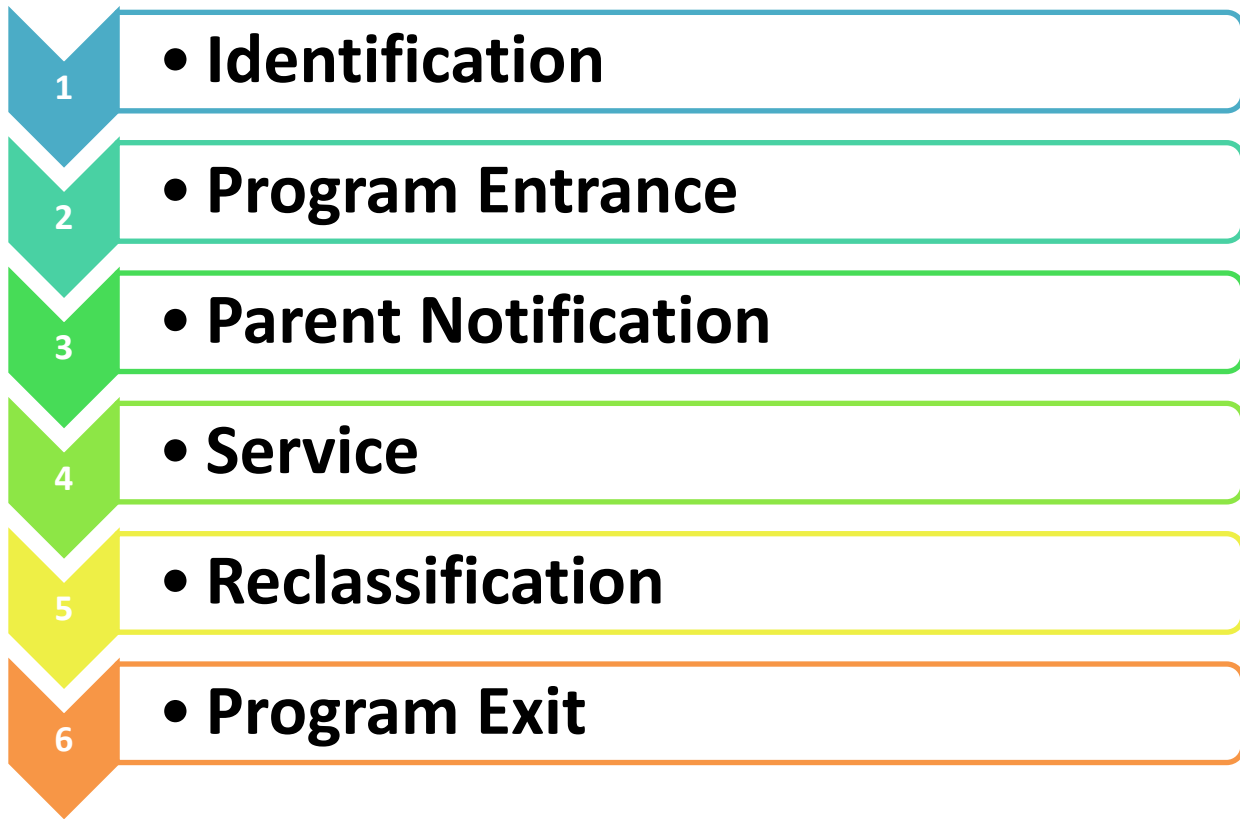 1
• Identification
2
• Program Entrance
3
• Parent Notification
4
• Service
5
• Reclassification
6
• Program Exit